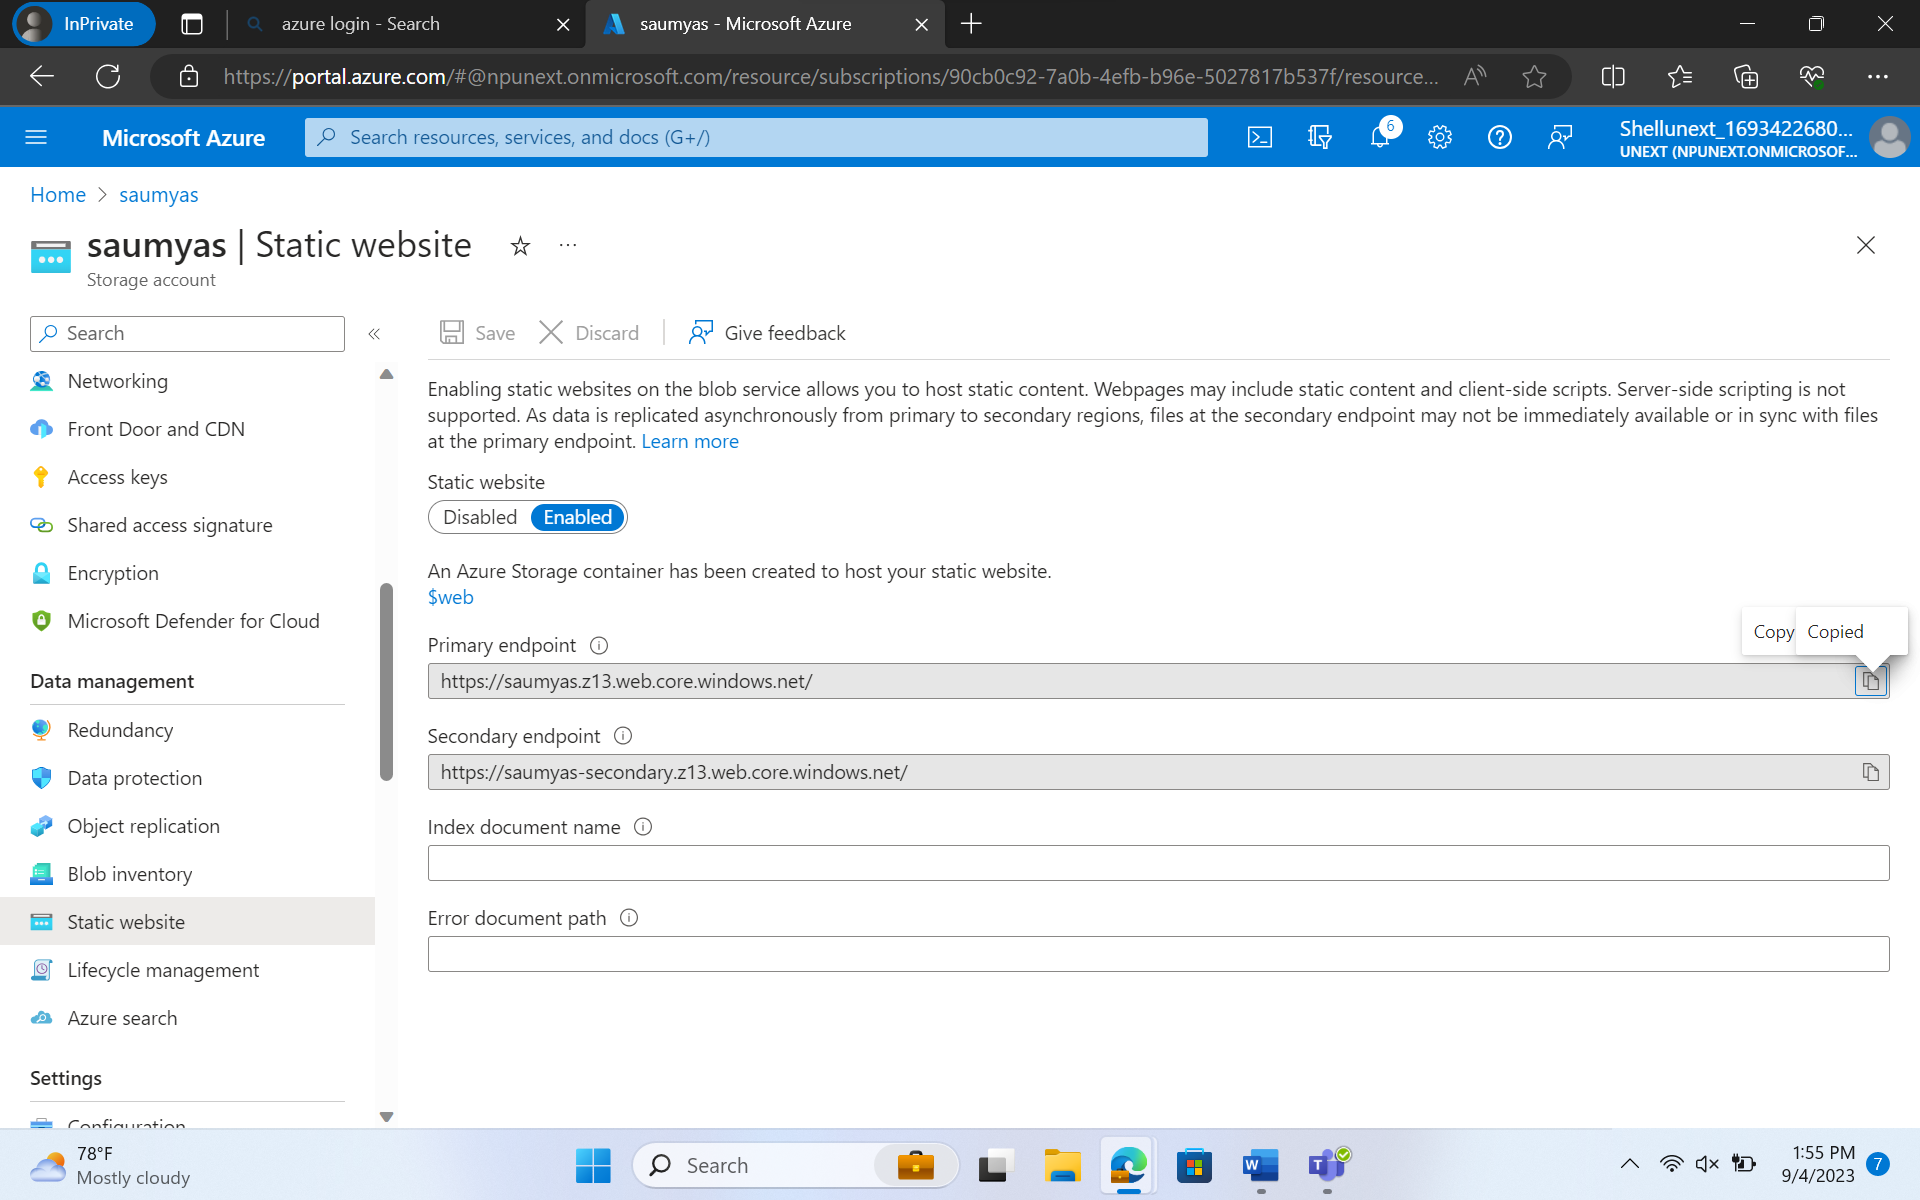 InPrivate
azure login - Search
saumyas - Microsoft Azure
https://portal.azure.com/#@npunext.onmicrosoft.com/resource/subscriptions/90cb0c92-7a0b-4efb-b96e-5027817b537f/resource...
Microsoft Azure
Search resources, services, and docs (G+/)
6
Shellunext_1693422680...
UNEXT (NPUNEXT.ONMICROSOF...
Home > saumyas
saumyas | Static website
...
Storage account
Search
«
Save
Discard
Give feedback
Networking
Front Door and CDN
Access keys
Shared access signature
Encryption
Microsoft Defender for Cloud
Data management
Redundancy
Data protection
Object replication
Blob inventory
Static website
Lifecycle management
Azure search
Settings
Configuration
Enabling static websites on the blob service allows you to host static content. Webpages may include static content and client-side scripts. Server-side scripting is not
supported. As data is replicated asynchronously from primary to secondary regions, files at the secondary endpoint may not be immediately available or in sync with files
at the primary endpoint. Learn more
Static website
Disabled Enabled
An Azure Storage container has been created to host your static website.
$web
Primary endpoint
Copy Copied
https://saumyas.z13.web.core.windows.net/
Secondary endpoint
https://saumyas-secondary.z13.web.core.windows.net/
Index document name
Error document path
78°F
Mostly cloudy
Search
1:55 PM
9/4/2023
7